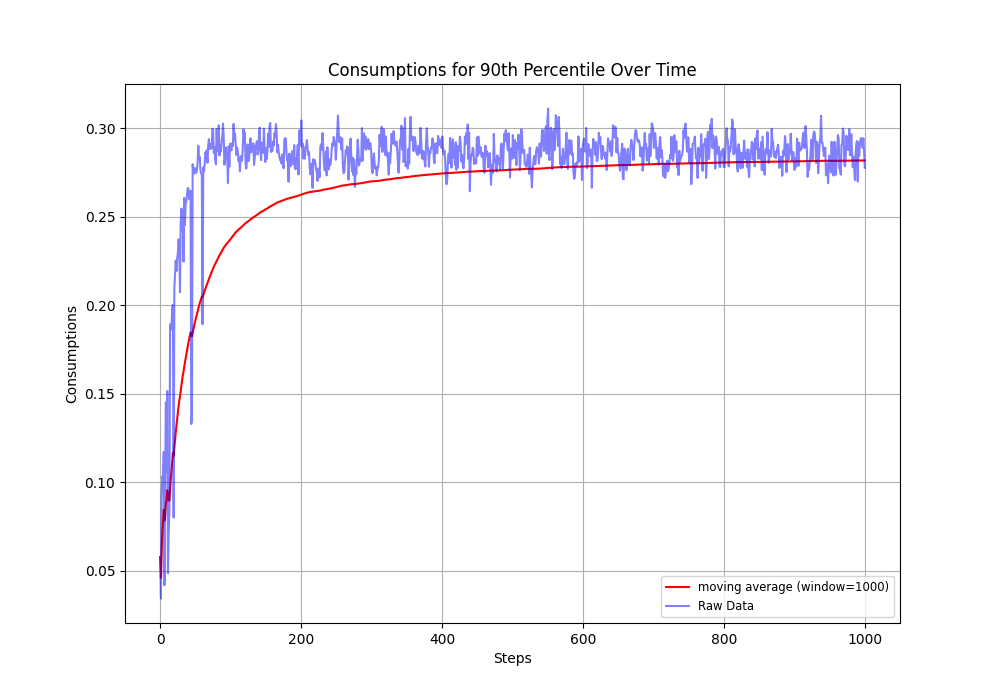 Consumptions for 90th Percentile Over Time
0.30
0.25
0.20
0.15
0.10
0.05
Consumptions
0 200 400 600 800 1000
Steps
moving average (window=1000)
Raw Data